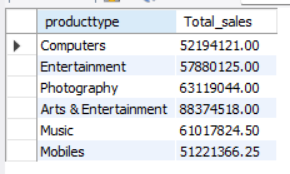 producttype Total_sales
Computers 52194121.00
Entertainment 57880125.00
Photography 63119044.00
Arts & Entertainment 88374518.00
Music 61017824.50
Mobiles 51221366.25